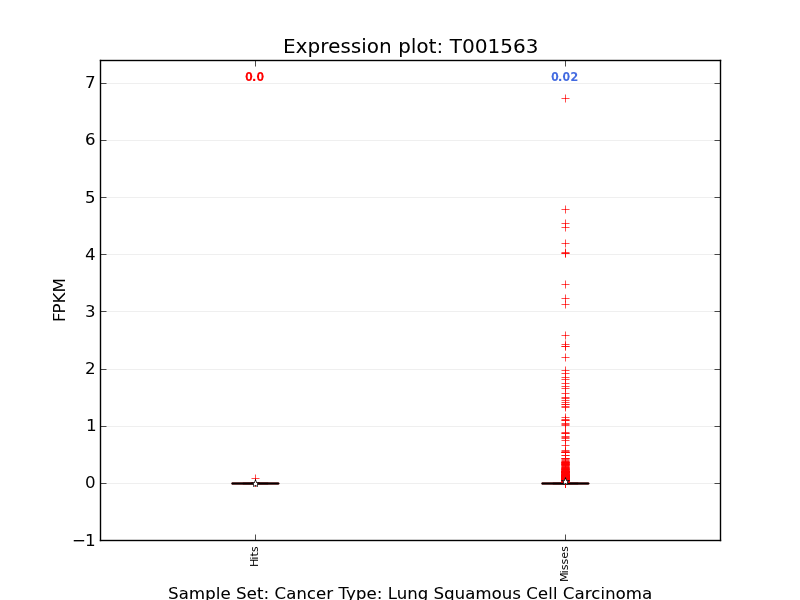 Expression plot: T001563
0.0
0.02
7
6
5
4
3
2
1
0
−1
FPKM
Hits
Misses
Sample Set: Cancer Type: Lung Squamous Cell Carcinoma